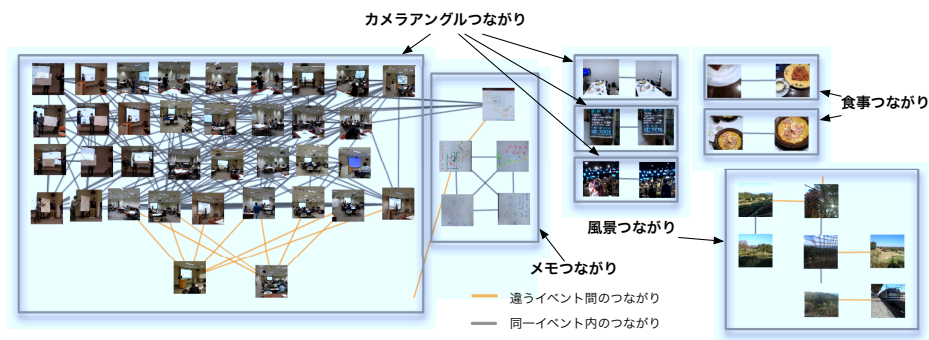 カメラアングルつながり
食事つながり
風景つながり
メモつながり
違うイベント間のつながり
同一イベント内のつながり